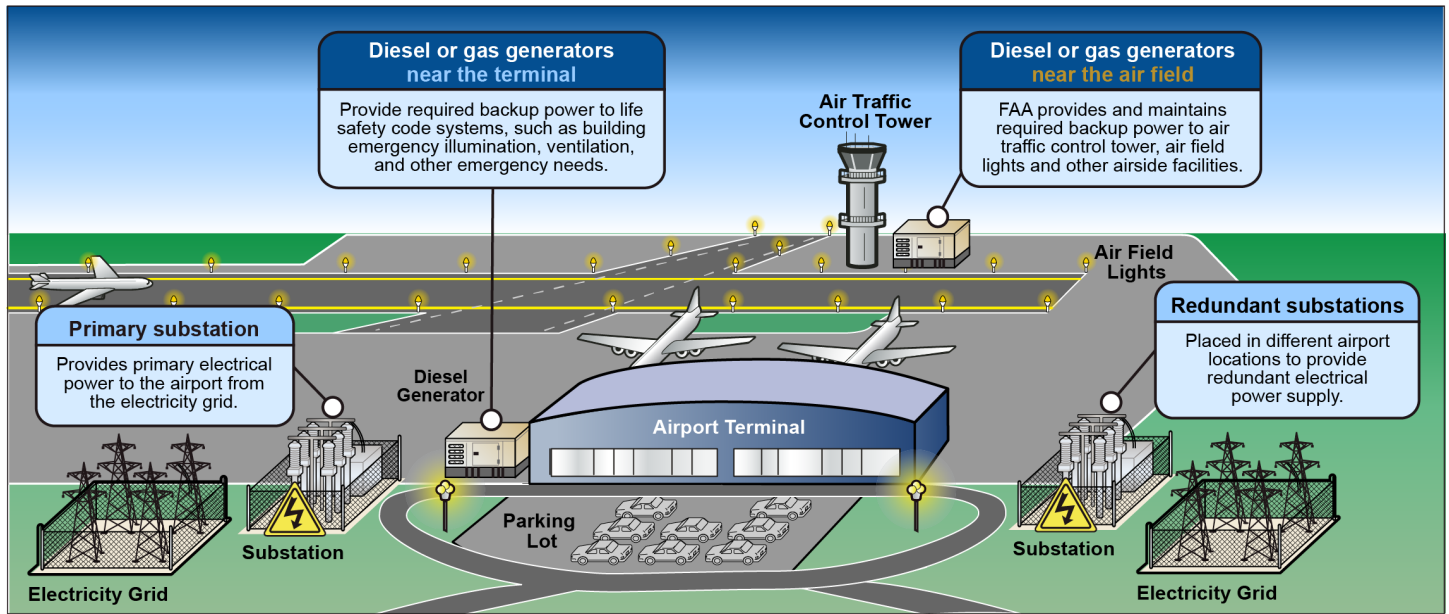 Diesel or gas generators
near the terminal
Provide required backup power to life
safety code systems, such as building
emergency illumination, ventilation,
and other emergency needs.
Diesel or gas generators
near the air field
FAA provides and maintains
required backup power to air
traffic control tower, air field
lights and other airside facilities.
Air Traffic
Control Tower
Air Field
Lights
Primary substation
Provides primary electrical
power to the airport from
the electricity grid.
Redundant substations
Placed in different airport
locations to provide
redundant electrical
power supply.
Diesel
Generator
Airport Terminal
Parking
Lot
Substation
Electricity Grid
Substation
Electricity Grid